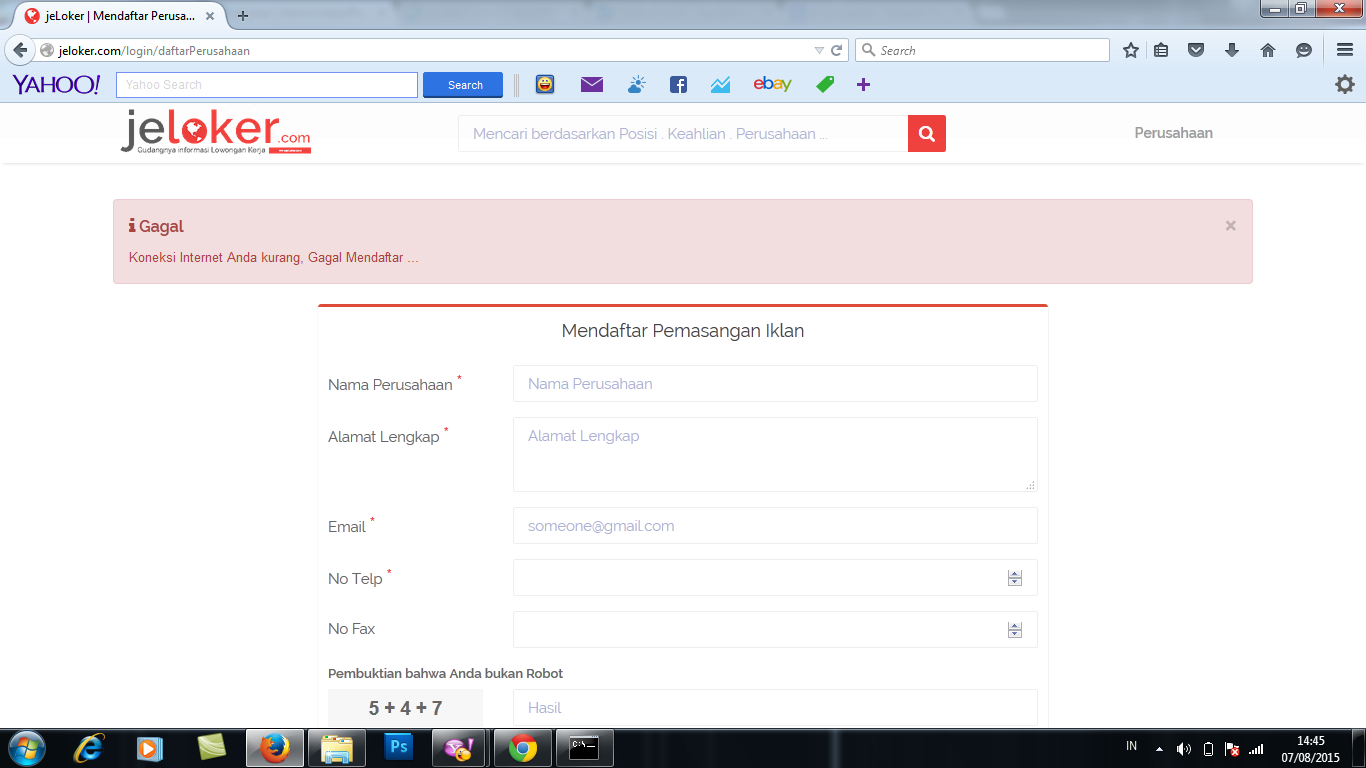 jeLoker | Mendaftar Perusa...
jeloker.com/login/daftarPerusahaan
Search
YAHOO!
Yahoo Search
Search
ebay
jeloker.com
Gudangnya informasi Lowongan Kerja
Mencari berdasarkan Posisi . Keahlian . Perusahaan ...
Perusahaan
Gagal
Koneksi Internet Anda kurang, Gagal Mendaftar ...
Mendaftar Pemasangan Iklan
Nama Perusahaan *
Nama Perusahaan
Alamat Lengkap *
Alamat Lengkap
Email *
someone@gmail.com
No Telp *
No Fax
Pembuktian bahwa Anda bukan Robot
5 + 4 + 7
Hasil
Ps
C:\
IN
14:45
07/08/2015